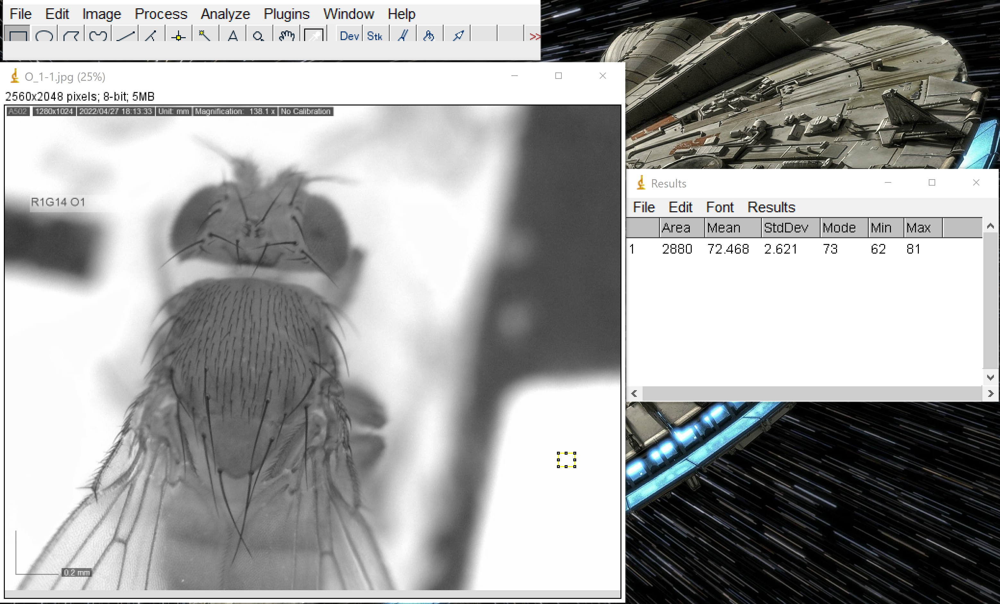 File Edit Image Process Analyze Plugins Window Help
Dev Stk >>
O_1-1.jpg (25%)
2560x2048 pixels; 8-bit; 5MB
A502 1280x1024 2022/04/27 18:13:33 Unit: mm Magnification: 138.1 x No Calibration
R1G14 O1
0.2 mm
Results
File Edit Font Results
Area Mean StdDev Mode Min Max
1 2880 72.468 2.621 73 62 81